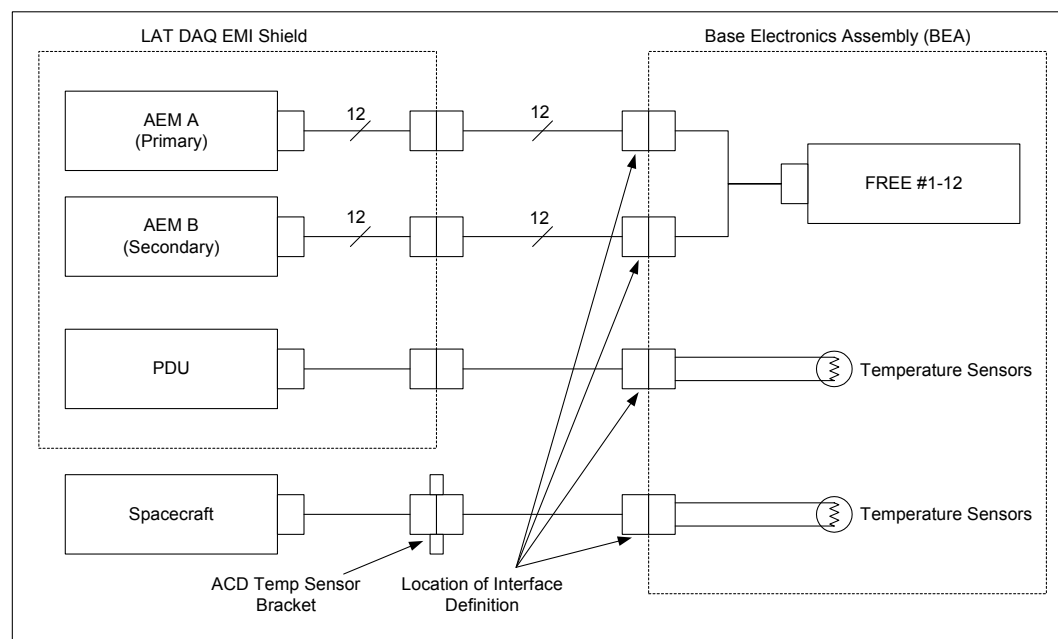 LAT DAQ EMI Shield
Base Electronics Assembly (BEA)
AEM A
(Primary)
12
12
FREE #1-12
AEM B
(Secondary)
12
12
PDU
Temperature Sensors
Spacecraft
Temperature Sensors
ACD Temp Sensor
Bracket
Location of Interface
Definition